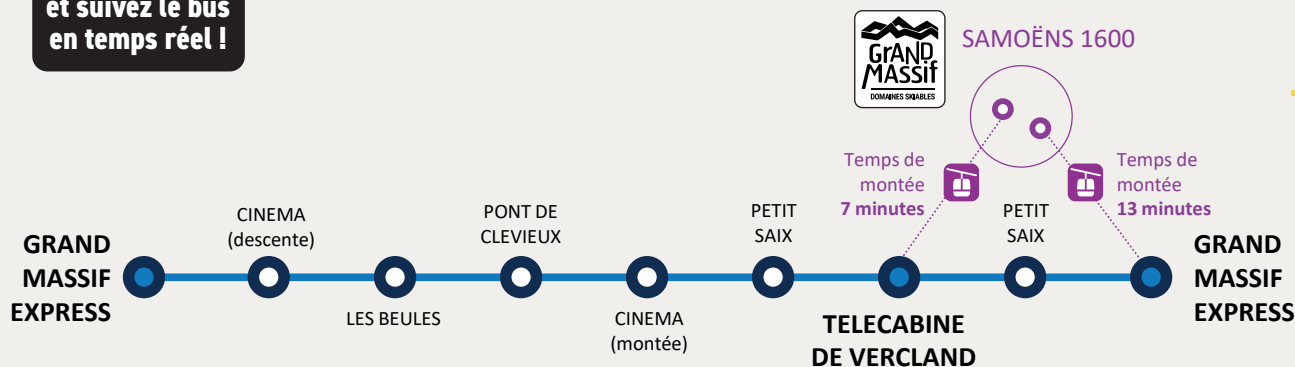 et suivez le bus
en temps réel !
GrAND
MASSif
DOMAINES SKIABLES
SAMOËNS 1600
Temps de
montée
7 minutes
Temps de
montée
13 minutes
GRAND
MASSIF
EXPRESS
CINEMA
(descente)
LES BEULES
PONT DE
CLEVIEUX
CINEMA
(montée)
PETIT
SAIX
TELECABINE
DE VERCLAND
PETIT
SAIX
GRAND
MASSIF
EXPRESS